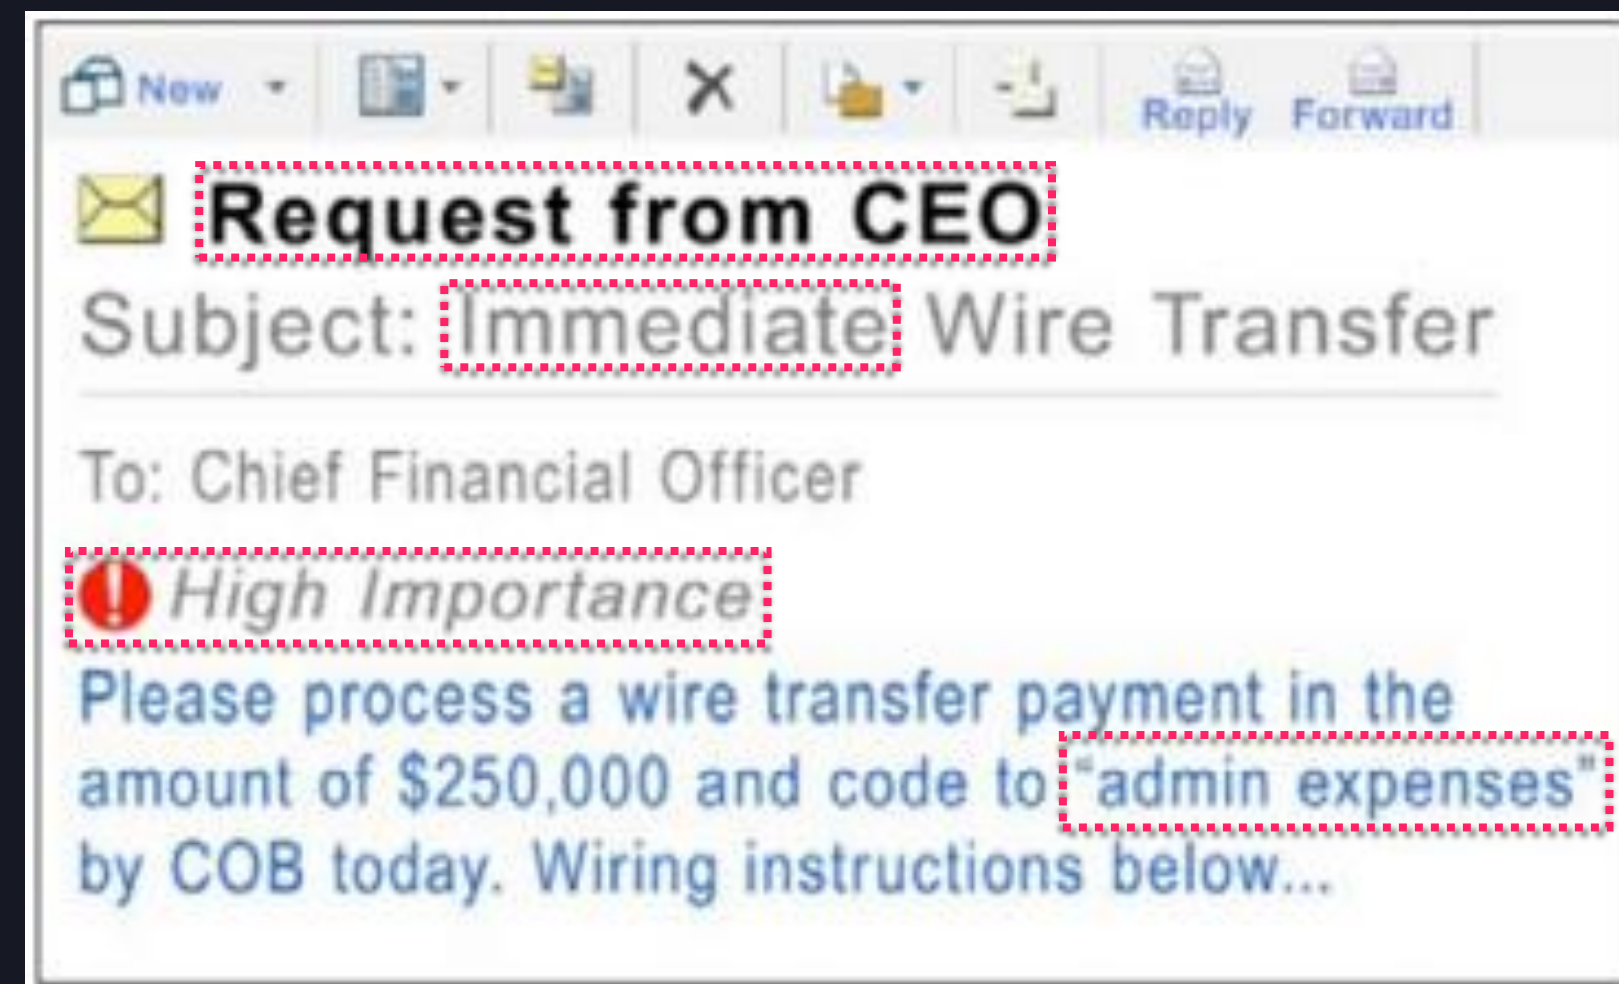 New
Reply Forward
Request from CEO
Subject: Immediate Wire Transfer
To: Chief Financial Officer
High Importance
Please process a wire transfer payment in the
amount of $250,000 and code to “admin expenses”
by COB today. Wiring instructions below...